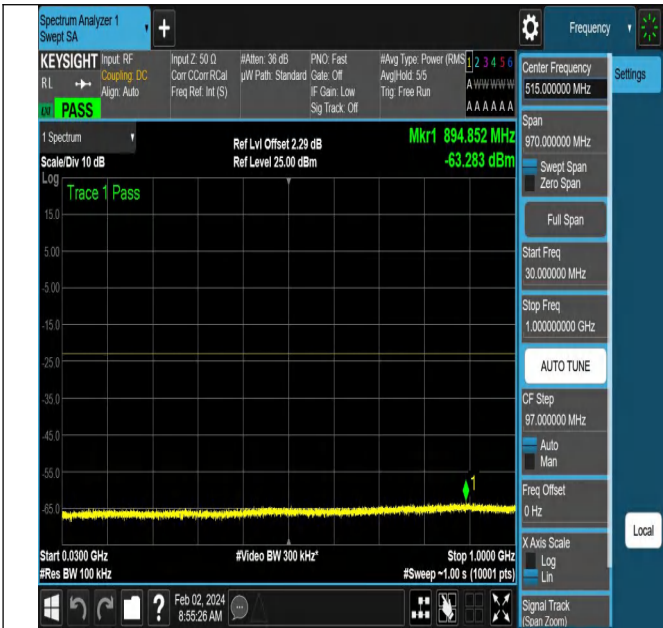 Spectrum Analyzer 1
Swept SA
+
Frequency
KEYSIGHT
RL
PASS
Input: RF
Coupling: DC
Align: Auto
Input Z: 50 Ω
Corr CCorr RCal
Freq Ref: Int (S)
#Atten: 36 dB
µW Path: Standard
PNO: Fast
Gate: Off
IF Gain: Low
Sig Track: Off
#Avg Type: Power (RMS
Avg|Hold: 5/5
Trig: Free Run
1 2 3 4 5 6
A W W W W W
A A A A A A
1 Spectrum
Scale/Div 10 dB
Log
Ref Lvl Offset 2.29 dB
Ref Level 25.00 dBm
Mkr1 894.852 MHz
-63.283 dBm
Trace 1 Pass
15.0
5.00
-5.00
-15.0
-25.0
-35.0
-45.0
-55.0
-65.0
1
Start 0.0300 GHz
#Res BW 100 kHz
#Video BW 300 kHz*
Stop 1.0000 GHz
#Sweep ~1.00 s (10001 pts)
Center Frequency
515.000000 MHz
Settings
Span
970.000000 MHz
Swept Span
Zero Span
Full Span
Start Freq
30.000000 MHz
Stop Freq
1.000000000 GHz
AUTO TUNE
CF Step
97.000000 MHz
Auto
Man
Freq Offset
0 Hz
X Axis Scale
Log
Lin
Local
Signal Track
(Span Zoom)
?
Feb 02, 2024
8:55:26 AM